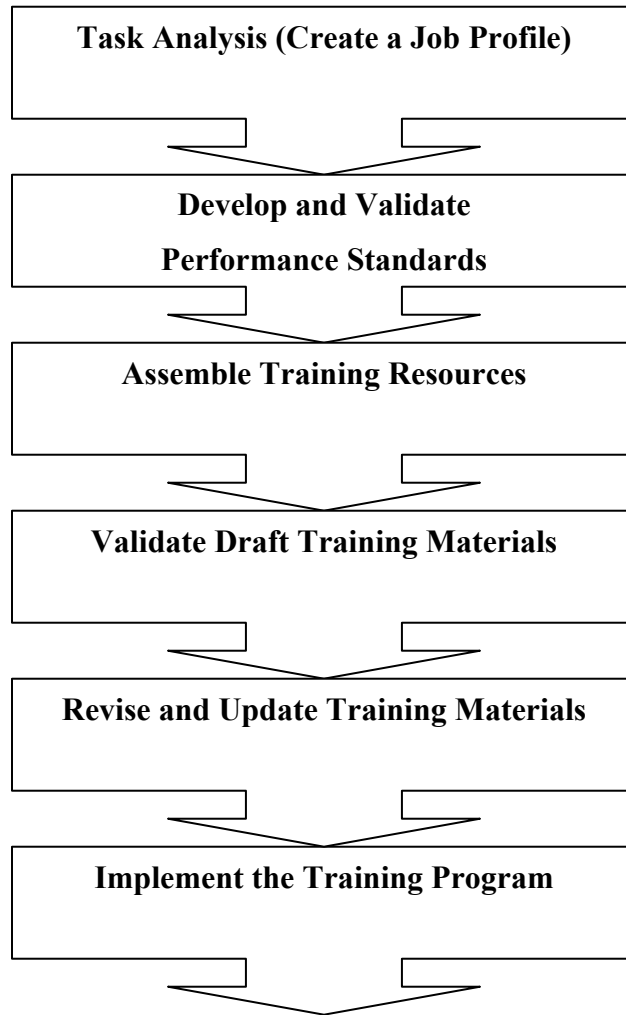 Task Analysis (Create a Job Profile)
Develop and Validate
Performance Standards
Assemble Training Resources
Validate Draft Training Materials
Revise and Update Training Materials
Implement the Training Program